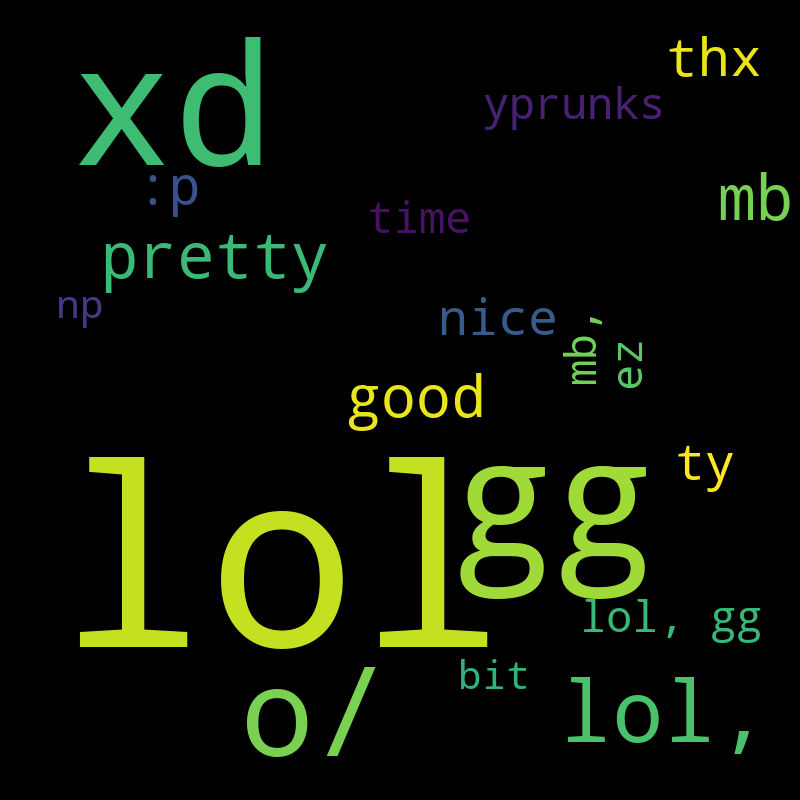 xd
thx
yprunks
:p
mb
time
pretty
np
nice
mb,
ez
good
lol
gg
ty
lol, gg
bit
o/
lol,